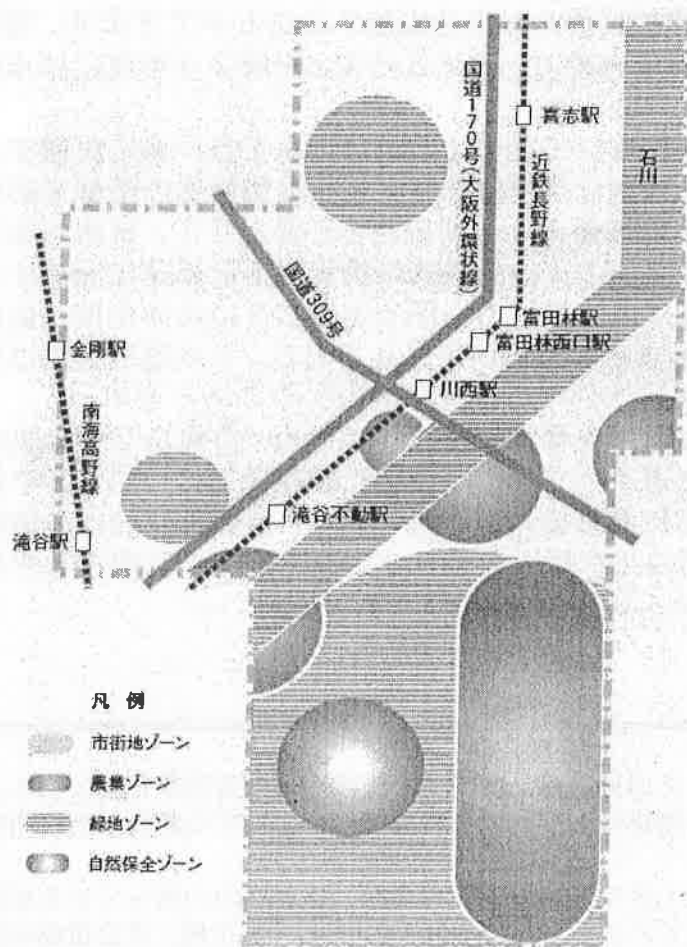 国道170号(大阪外環状線)
喜志駅
近鉄長野線
石川
国道309号
富田林駅
富田林西口駅
金剛駅
川西駅
南海高野線
滝谷不動駅
滝谷駅
凡例
市街地ゾーン
農業ゾーン
緑地ゾーン
自然保全ゾーン